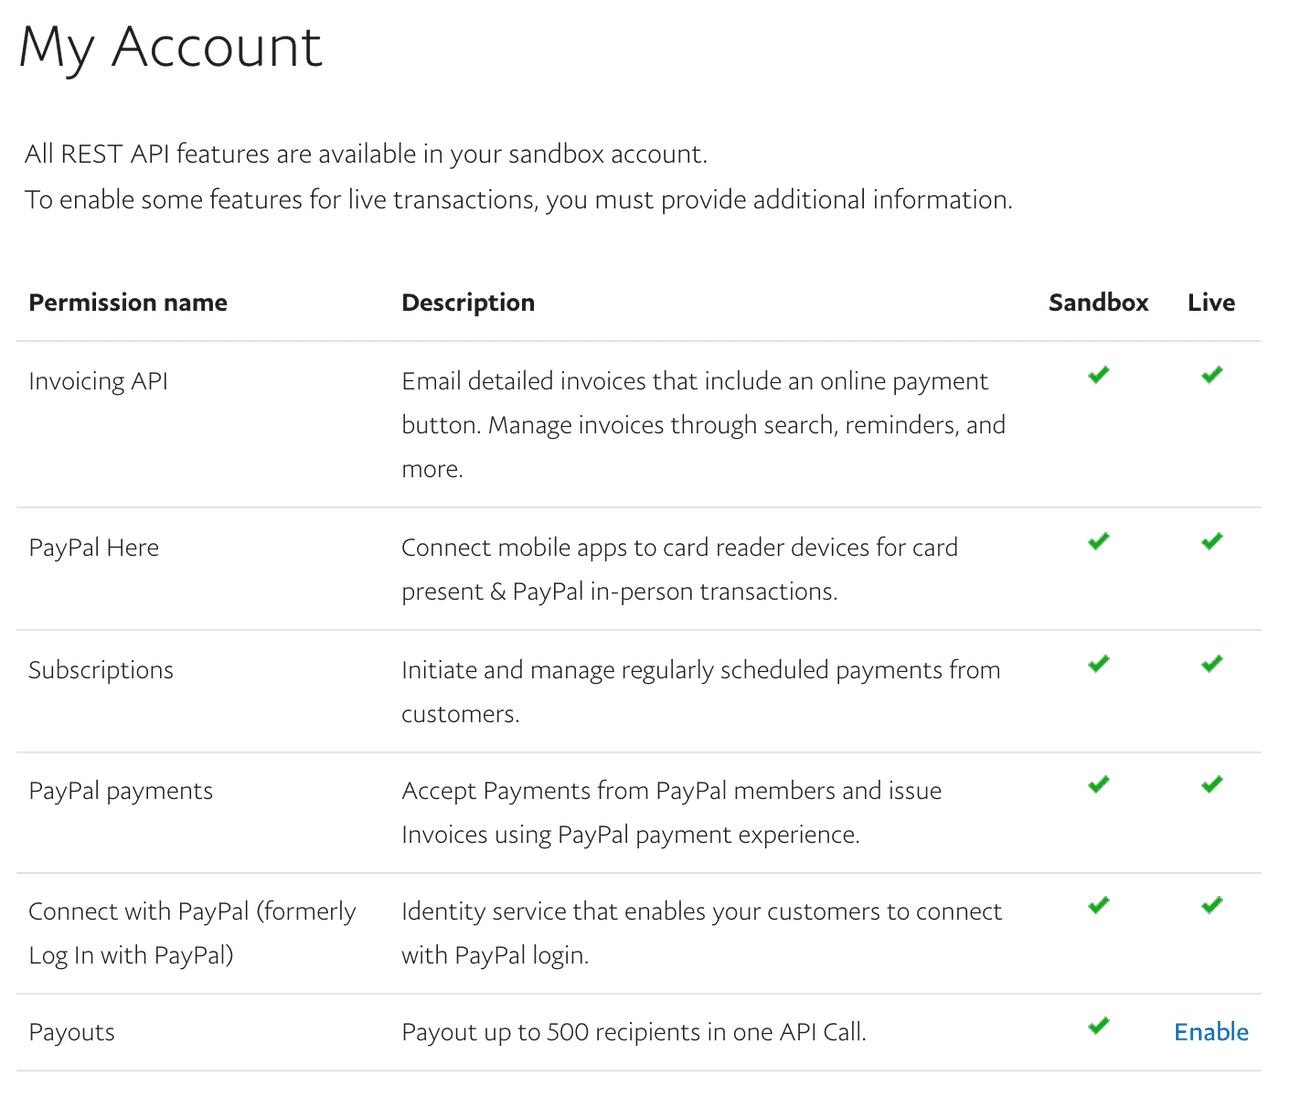 My Account
All REST API features are available in your sandbox account.
To enable some features for live transactions, you must provide additional information.
Permission name Description Sandbox Live
Invoicing API Email detailed invoices that include an online payment
button. Manage invoices through search, reminders, and
more.
PayPal Here Connect mobile apps to card reader devices for card
present & PayPal in-person transactions.
Subscriptions Initiate and manage regularly scheduled payments from
customers.
PayPal payments Accept Payments from PayPal members and issue
Invoices using PayPal payment experience.
Connect with PayPal (formerly Identity service that enables your customers to connect
Log In with PayPal) with PayPal login.
Payouts Payout up to 500 recipients in one API Call. Enable